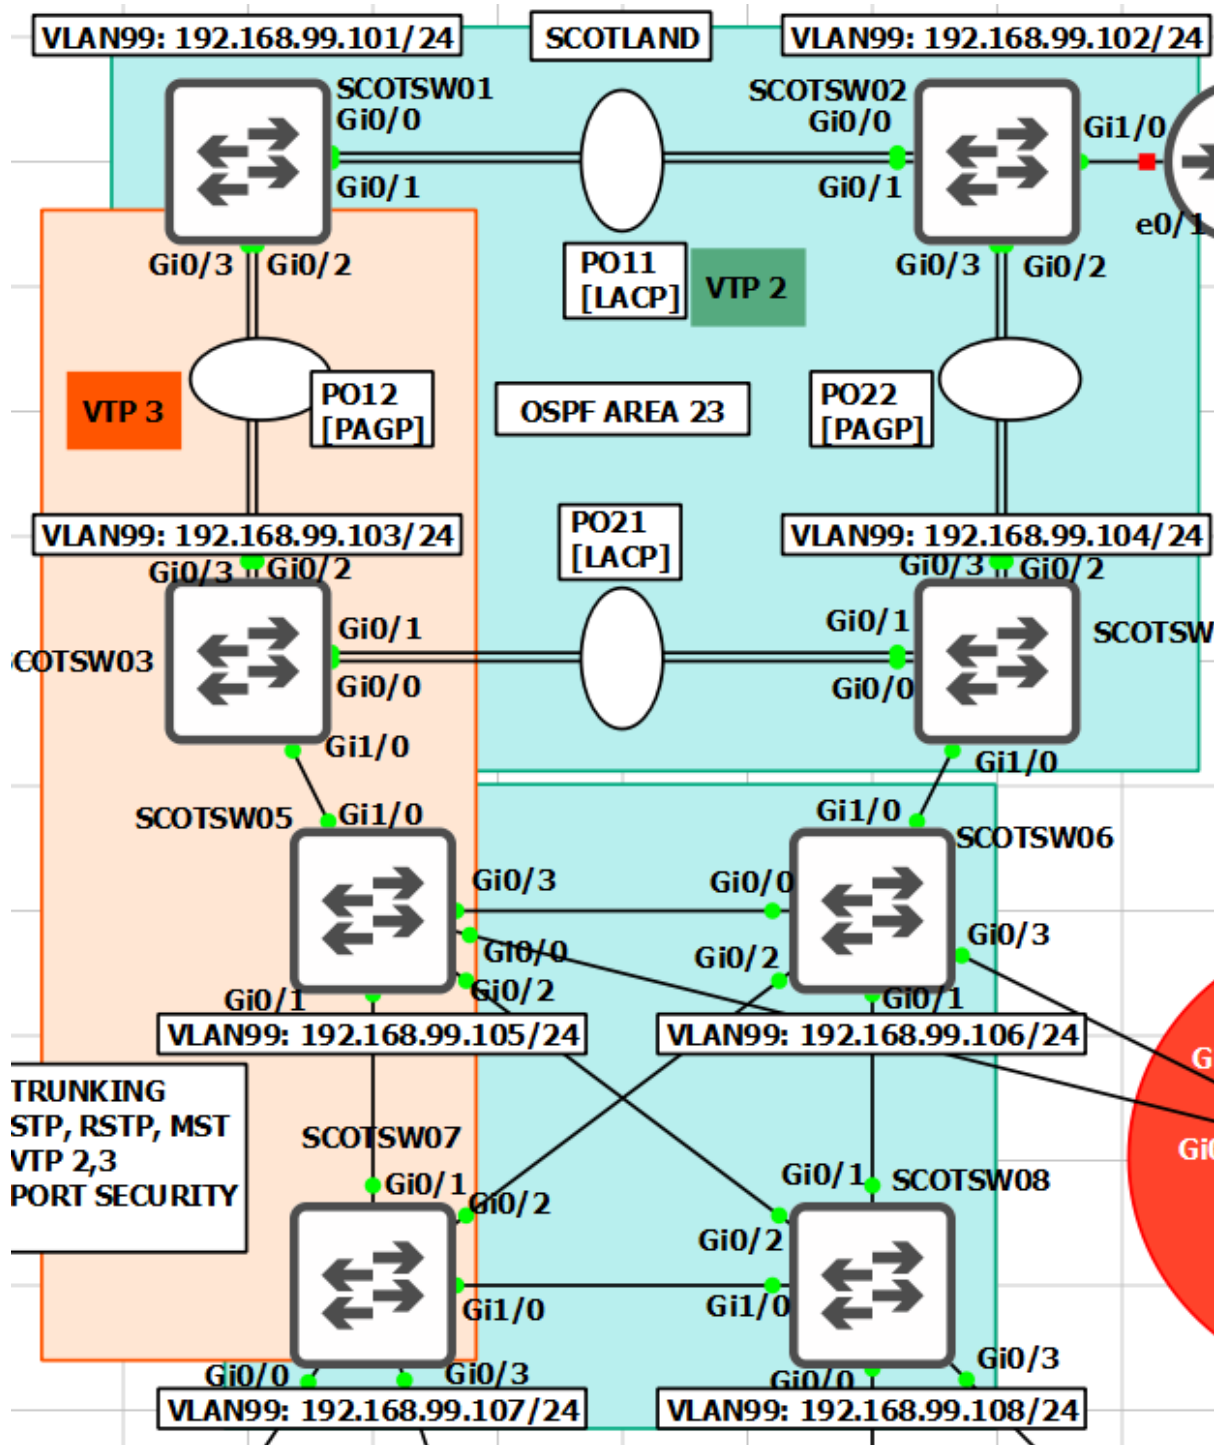 VLAN99: 192.168.99.101/24
SCOTLAND
VLAN99: 192.168.99.102/24
SCOTSW01
Gi0/0
Gi0/1
SCOTSW02
Gi0/0
Gi0/1
Gi1/0
e0/1
Gi0/3
Gi0/2
PO11
[LACP]
VTP 2
Gi0/3
Gi0/2
VTP 3
PO12
[PAGP]
OSPF AREA 23
PO22
[PAGP]
VLAN99: 192.168.99.103/24
PO21
[LACP]
VLAN99: 192.168.99.104/24
Gi0/3
Gi0/2
Gi0/3
Gi0/2
COTSW03
Gi0/1
Gi0/0
Gi0/1
Gi0/0
SCOTSW
Gi1/0
Gi1/0
SCOTSW05
Gi1/0
Gi1/0
SCOTSW06
Gi0/3
Gi0/0
Gi0/0
Gi0/2
Gi0/2
Gi0/3
Gi0/1
Gi0/1
VLAN99: 192.168.99.105/24
VLAN99: 192.168.99.106/24
G
Gi0
TRUNKING
STP, RSTP, MST
VTP 2,3
PORT SECURITY
SCOTSW07
Gi0/1
Gi0/2
Gi0/1
SCOTSW08
Gi0/2
Gi1/0
Gi1/0
Gi0/0
Gi0/3
Gi0/0
Gi0/3
VLAN99: 192.168.99.107/24
VLAN99: 192.168.99.108/24